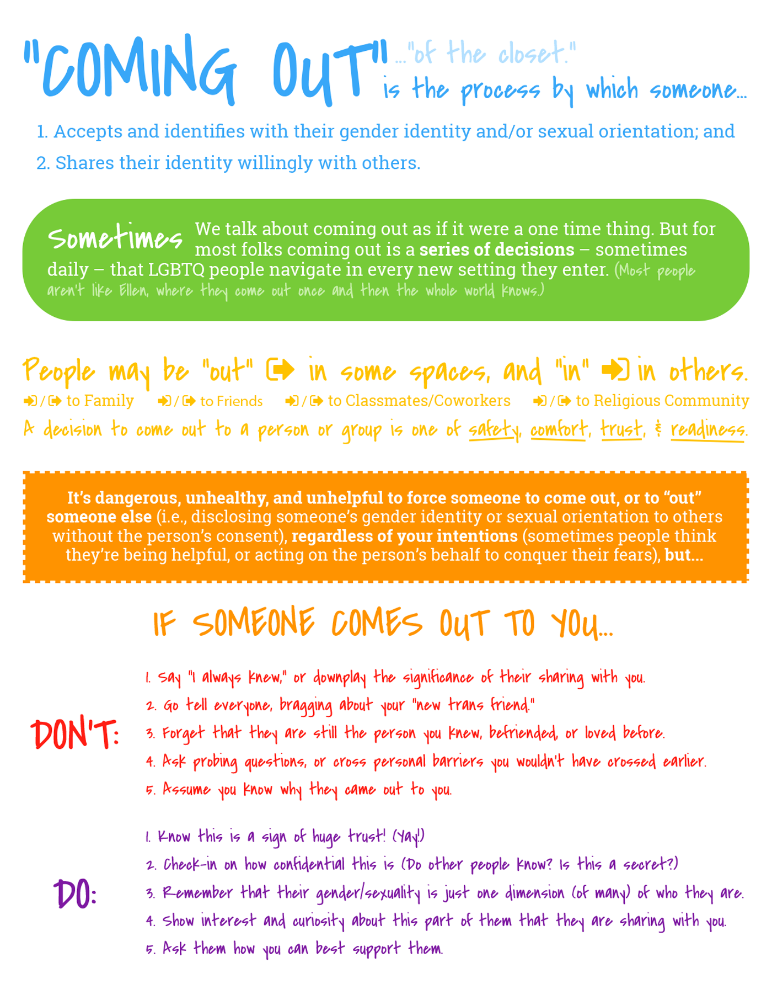 "COMING OUT" ..."of the closet."
is the process by which someone...
1. Accepts and identifies with their gender identity and/or sexual orientation; and
2. Shares their identity willingly with others.
Sometimes We talk about coming out as if it were a one time thing. But for
most folks coming out is a series of decisions – sometimes
daily – that LGBTQ people navigate in every new setting they enter. (Most people
aren't like Ellen, where they come out once and then the whole world knows.)
People may be "out" in some spaces, and "in" in others.
/ to Family / to Friends / to Classmates/Coworkers / to Religious Community
A decision to come out to a person or group is one of safety, comfort, trust, & readiness.
It’s dangerous, unhealthy, and unhelpful to force someone to come out, or to “out”
someone else (i.e., disclosing someone’s gender identity or sexual orientation to others
without the person’s consent), regardless of your intentions (sometimes people think
they’re being helpful, or acting on the person’s behalf to conquer their fears), but...
IF SOMEONE COMES OUT TO YOU...
DON'T:
1. Say "I always knew," or downplay the significance of their sharing with you.
2. Go tell everyone, bragging about your "new trans friend."
3. Forget that they are still the person you knew, befriended, or loved before.
4. Ask probing questions, or cross personal barriers you wouldn't have crossed earlier.
5. Assume you know why they came out to you.
DO:
1. Know this is a sign of huge trust! (Yay!)
2. Check-in on how confidential this is (Do other people know? Is this a secret?)
3. Remember that their gender/sexuality is just one dimension (of many) of who they are.
4. Show interest and curiosity about this part of them that they are sharing with you.
5. Ask them how you can best support them.